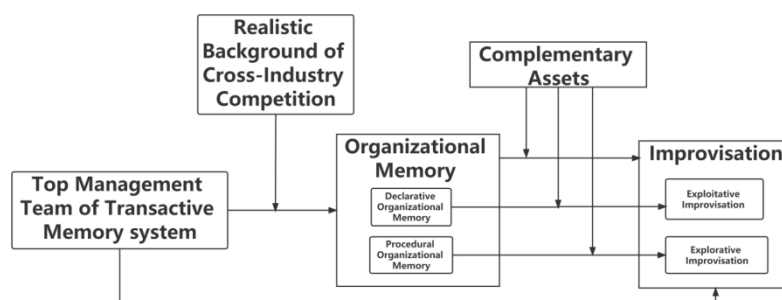 Realistic
Background of
Cross-Industry
Competition
Complementary
Assets
Organizational
Memory
Improvisation
Top Management
Team of Transactive
Memory system
Declarative
Organizational
Memory
Exploitative
Improvisation
Procedural
Organizational
Memory
Explorative
Improvisation